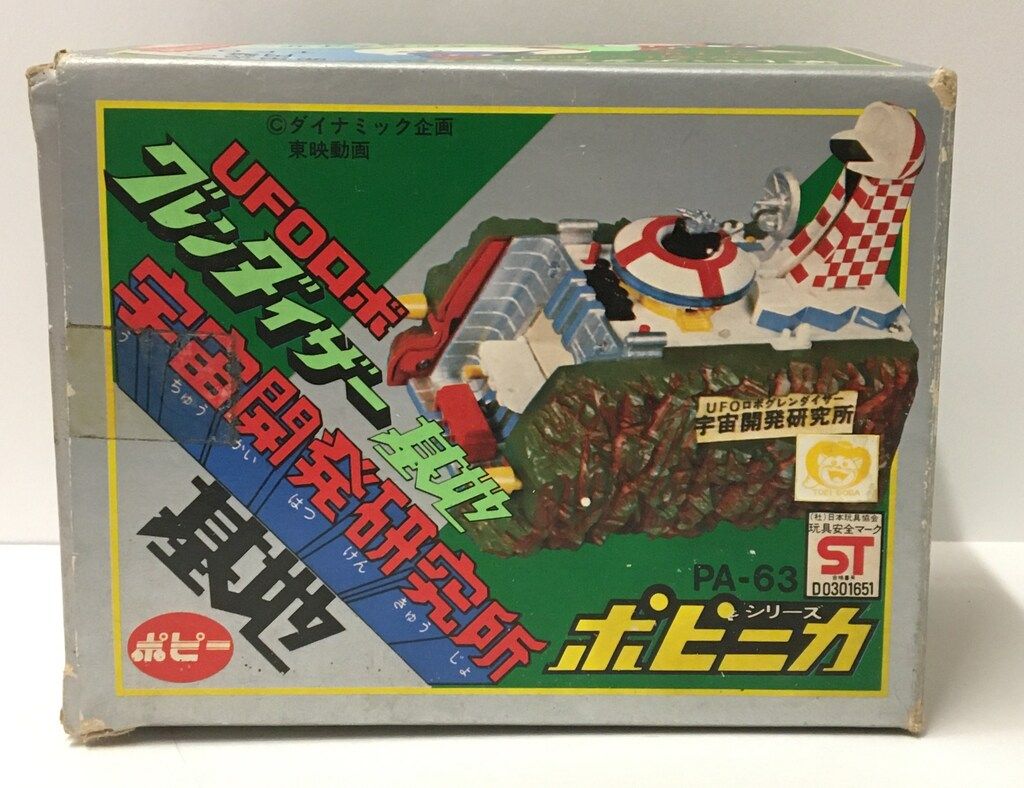 ©ダイナミック企画
東映動画
UFOロボ
グレンダイザー
基地
宇宙開発研究所
うちゅうかいはつけんきゅうじょ
基地
ポピー
UFOロボグレンダイザー
宇宙開発研究所
TOEI DOGA
(社)日本玩具協会
玩具安全マーク
ST
合格番号
D0301651
PA-63
ポピニカ
シリーズ